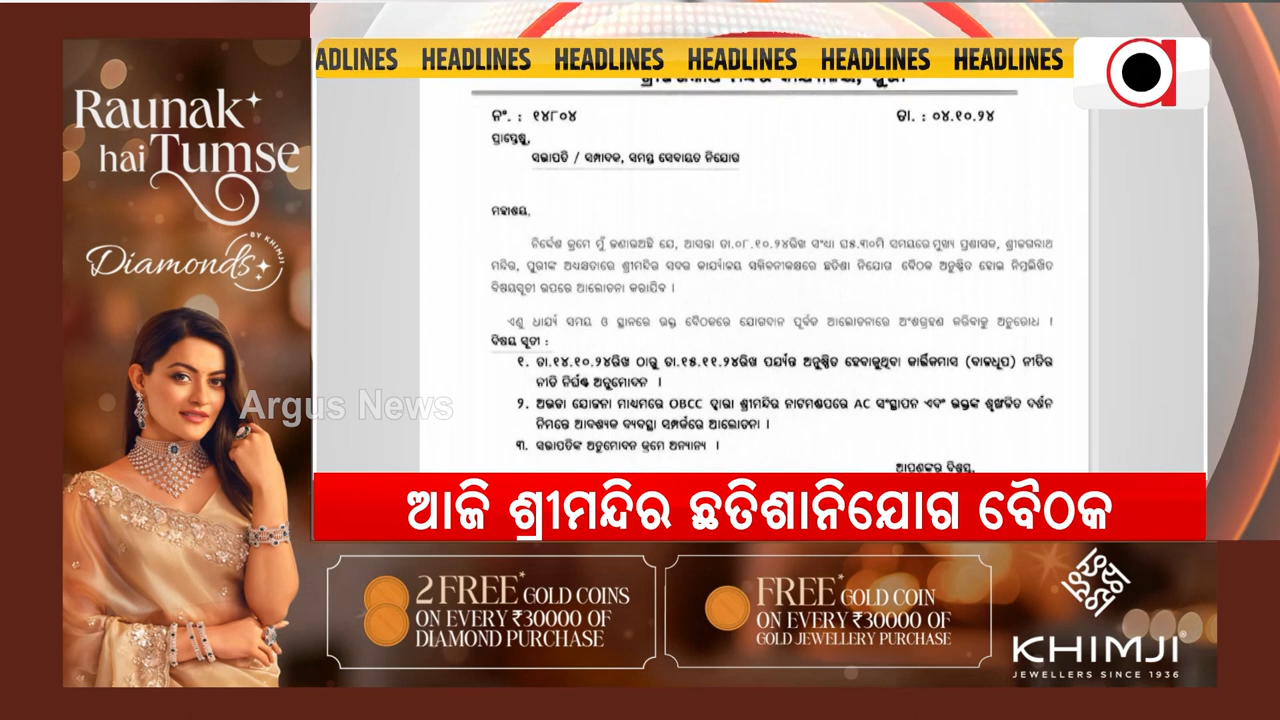 ADLINES HEADLINES HEADLINES HEADLINES HEADLINES HEADLINES
ନଂ. : ୧୪୮୦୪
ତା. : ୦୪.୧୦.୨୪
ପ୍ରାପ୍ତେଷୁ,
ସଭାପତି / ସମ୍ପାଦକ, ସମସ୍ତ ସେବାୟତ ନିଯୋଗ
ମହାଶୟ,
ନିର୍ଦ୍ଦେଶ କ୍ରମେ ମୁଁ ଜଣାଉଅଛି ଯେ, ଆସନ୍ତା ତା.୦୮.୧୦.୨୪ରିଖ ସଂଧ୍ୟା ଘ୫.୩୦ମି ସମୟରେ ମୁଖ୍ୟ ପ୍ରଶାସକ, ଶ୍ରୀଜଗନ୍ନାଥ
ମନ୍ଦିର, ପୁରୀଙ୍କ ଅଧ୍ୟକ୍ଷତାରେ ଶ୍ରୀମନ୍ଦିର ସଦର କାର୍ଯ୍ୟାଳୟ ସମ୍ମିଳନୀକକ୍ଷରେ ଛତିଶା ନିଯୋଗ ବୈଠକ ଅନୁଷ୍ଠିତ ହୋଇ ନିମ୍ନଲିଖିତ
ବିଷୟସୂଚୀ ଉପରେ ଆଲୋଚନା କରାଯିବ ।
ଏଣୁ ଧାର୍ଯ୍ୟ ସମୟ ଓ ସ୍ଥାନରେ ଉକ୍ତ ବୈଠକରେ ଯୋଗଦାନ ପୂର୍ବକ ଆଲୋଚନାରେ ଅଂଶଗ୍ରହଣ କରିବାକୁ ଅନୁରୋଧ ।
ବିଷୟ ସୂଚୀ :
୧. ତା.୧୪.୧୦.୨୪ରିଖ ଠାରୁ ତା.୧୫.୧୧.୨୪ରିଖ ପର୍ଯ୍ୟନ୍ତ ଅନୁଷ୍ଠିତ ହେବାକୁଥିବା କାର୍ତ୍ତିକମାସ (ବାଳଧୂପ) ନୀତିର
ନୀତି ନିର୍ଘଣ୍ଟ ଅନୁମୋଦନ ।
୨. ଅଭଡା ଯୋଜନା ମାଧ୍ୟମରେ OBCC ଦ୍ୱାରା ଶ୍ରୀମନ୍ଦିର ନାଟମଣ୍ଡପରେ AC ସଂସ୍ଥାପନ ଏବଂ ଭକ୍ତଙ୍କ ଶୃଙ୍ଖଳିତ ଦର୍ଶନ
ନିମନ୍ତେ ଆବଶ୍ୟକ ବ୍ୟବସ୍ଥା ସମ୍ପର୍କରେ ଆଲୋଚନା ।
୩. ସଭାପତିଙ୍କ ଅନୁମୋଦନ କ୍ରମେ ଅନ୍ୟାନ୍ୟ ।
ଆପଣଙ୍କର ବିଶ୍ୱସ୍ତ,
ଆଜି ଶ୍ରୀମନ୍ଦିର ଛତିଶାନିଯୋଗ ବୈଠକ
Argus News
Raunak
hai Tumse
BY KHIMJI
Diamonds
2 FREE* GOLD COINS
ON EVERY ₹30000 OF
DIAMOND PURCHASE
FREE* GOLD COIN
ON EVERY ₹30000 OF
GOLD JEWELLERY PURCHASE
KHIMJI®
JEWELLERS SINCE 1936